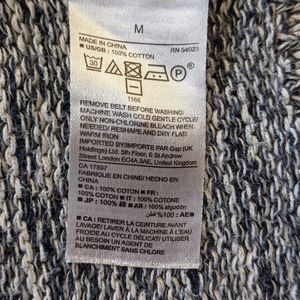 M
MADE IN CHINA RN 54023
■ US/GB : 100% COTTON
30 P
1166
REMOVE BELT BEFORE WASHING/
MACHINE WASH COLD GENTLE CYCLE/
ONLY NON-CHLORINE BLEACH WHEN
NEEDED/RESHAPE AND DRY FLAT/
WARM IRON
IMPORTED BY/IMPORTE PAR Gap (UK
Holdings) Ltd. 5th Floor, 6 St Andrew
Street London EC4A 3AE, United Kingdom
CA 17897
FABRIQUE EN CHINE/ HECHO EN
CHINA
■ CA : 100% COTON ■ FR :
100% COTON ■ IT : 100% COTONE
■ JP : 100% 綿 ■ AR: 100% ALGODÓN
■ AE : 100% قطن
■ CA : RETIRER LA CEINTURE AVANT
LAVAGE/ LAVER A LA MACHINE A L'EAU
FROIDE AU CYCLE DELICAT/ UTILISER
AU BESOIN UN AGENT DE
BLANCHIMENT SANS CHLORE